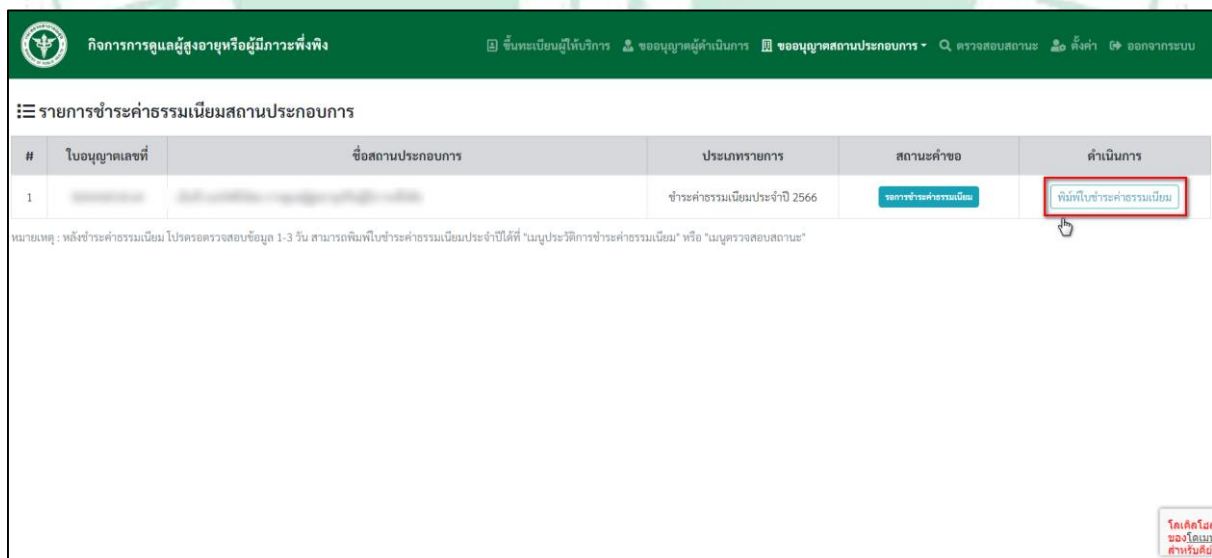 กิจการการดูแลผู้สูงอายุหรือผู้มีภาวะพึ่งพิง
ขึ้นทะเบียนผู้ให้บริการ ขออนุญาตผู้ดำเนินการ ขออนุญาตสถานประกอบการ ตรวจสอบสถานะ ตั้งค่า ออกจากระบบ
รายการชำระค่าธรรมเนียมสถานประกอบการ
# ใบอนุญาตเลขที่ ชื่อสถานประกอบการ ประเภทรายการ สถานะคำขอ ดำเนินการ
1 ชำระค่าธรรมเนียมประจำปี 2566 รอการชำระค่าธรรมเนียม พิมพ์ใบชำระค่าธรรมเนียม
หมายเหตุ : หลังชำระค่าธรรมเนียม โปรดรอตรวจสอบข้อมูล 1-3 วัน สามารถพิมพ์ใบชำระค่าธรรมเนียมประจำปีได้ที่ "เมนูประวัติการชำระค่าธรรมเนียม" หรือ "เมนูตรวจสอบสถานะ"